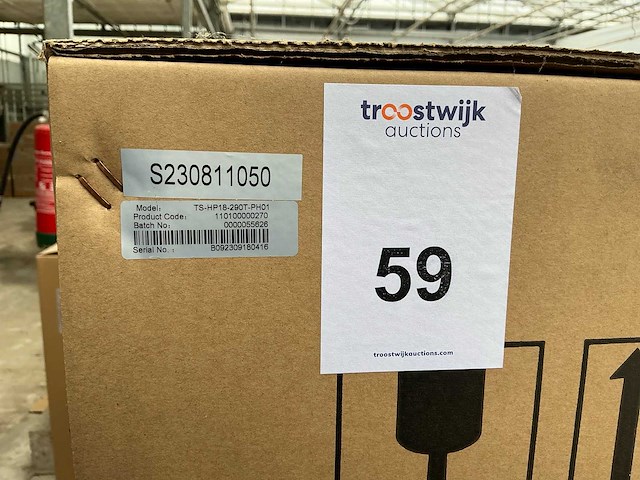 troostwijk
auctions
S230811050
Model: TS-HP18-290T-PH01
Product Code: 110100000270
Batch No: 0000055626
Serial No.: B092309180416
59
troostwijkauctions.com